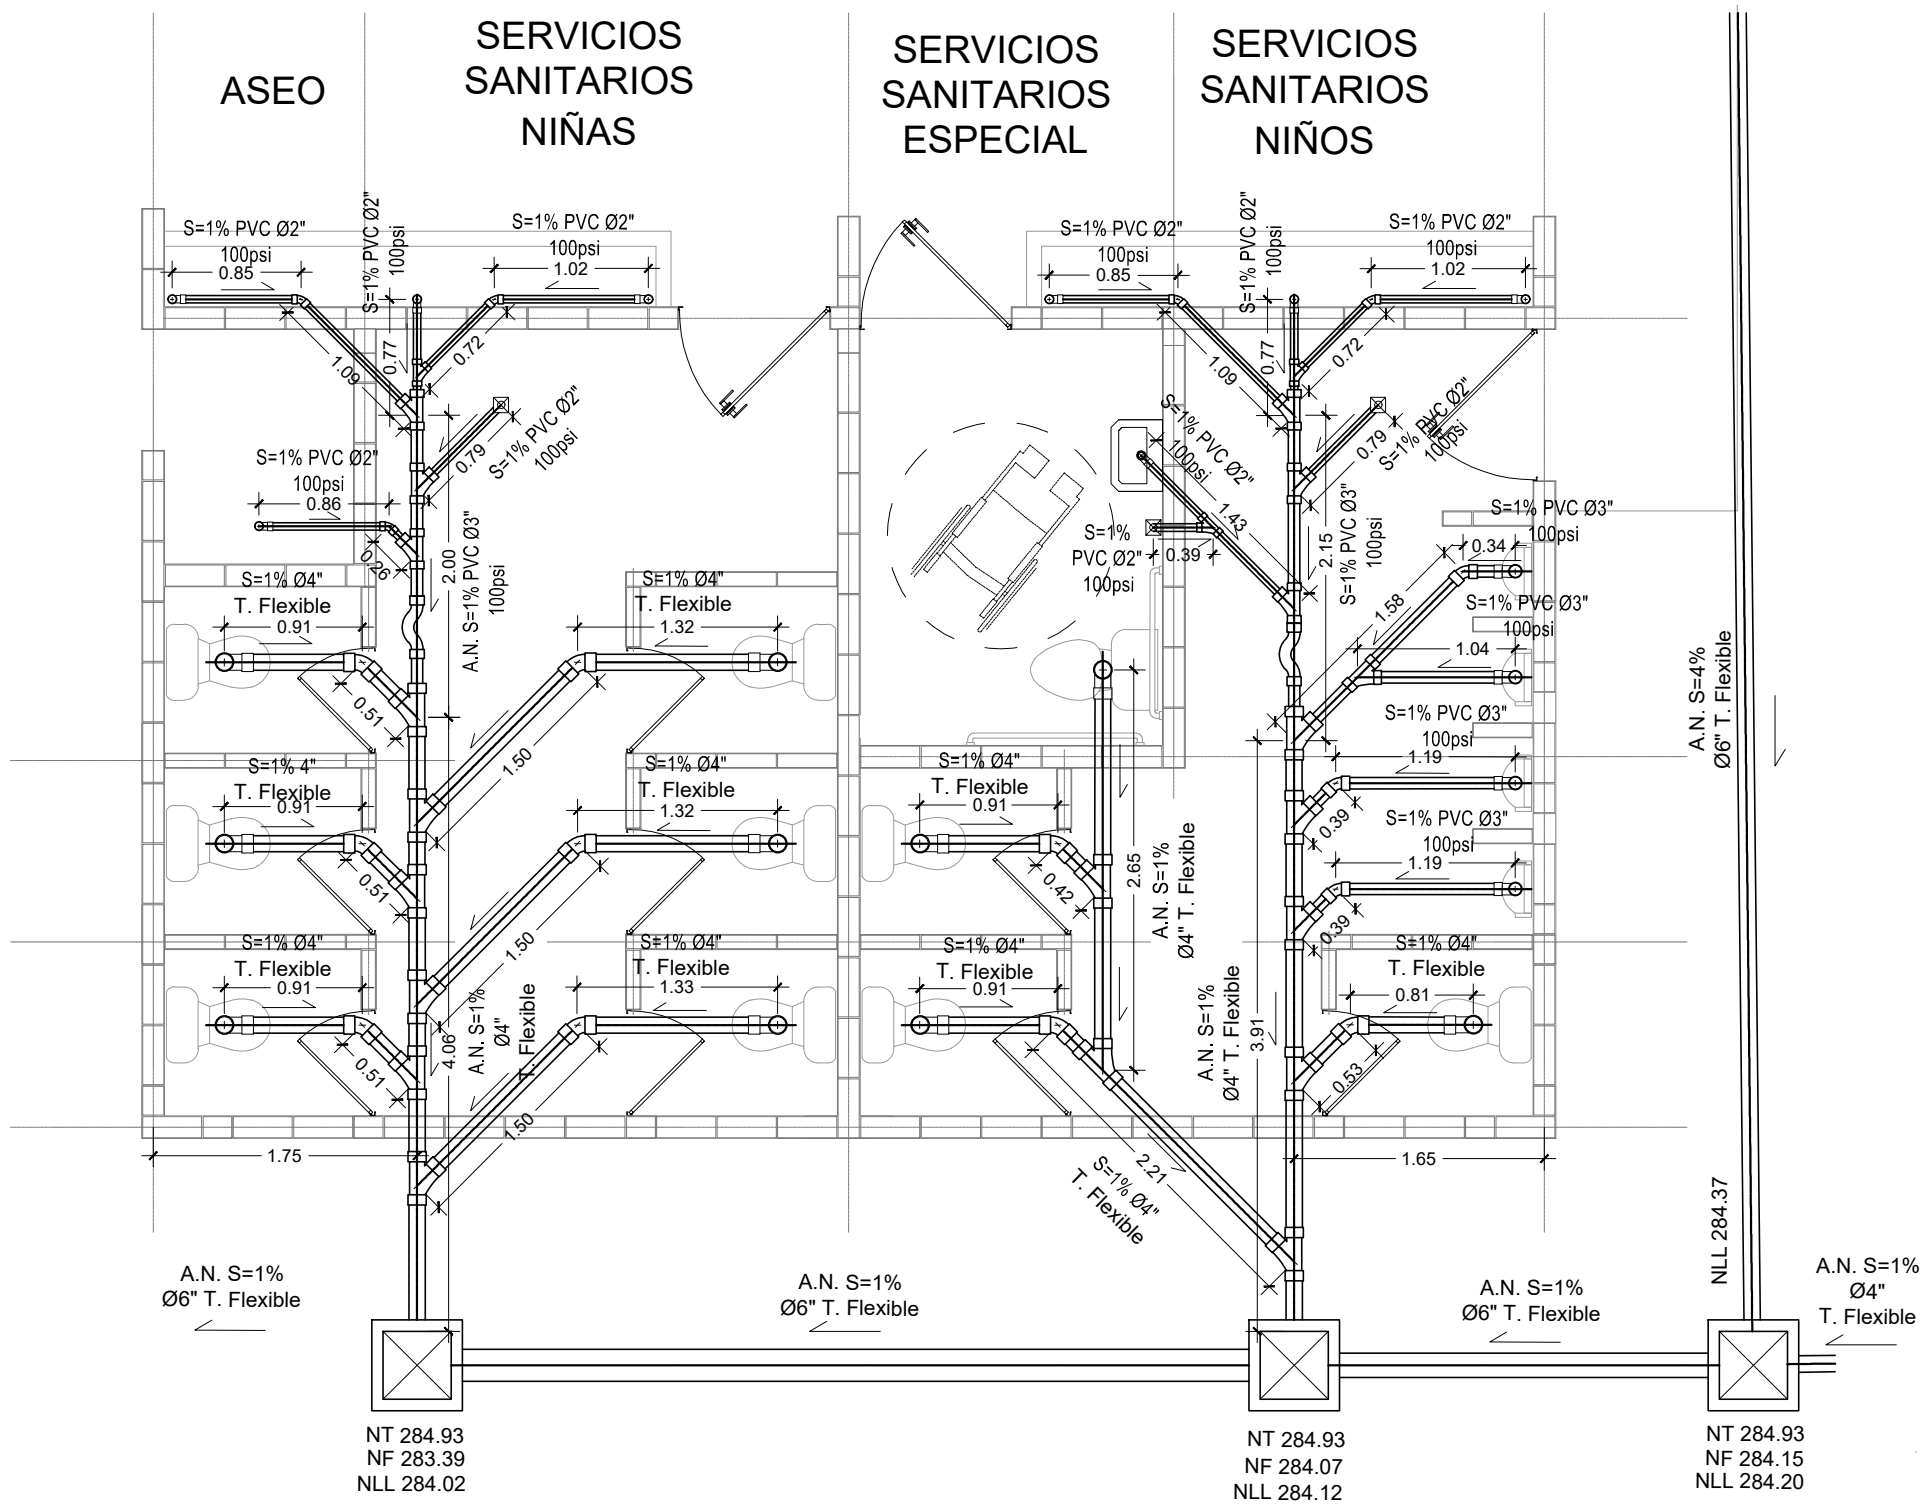 ASEO
SERVICIOS
SANITARIOS
NIÑAS
SERVICIOS
SANITARIOS
ESPECIAL
SERVICIOS
SANITARIOS
NIÑOS
S=1% PVC Ø2"
100psi
0.85
S=1% PVC Ø2"
100psi
S=1% PVC Ø2"
100psi
1.02
1.09
0.77
0.72
0.79
S=1% PVC Ø2"
100psi
S=1% PVC Ø2"
100psi
0.86
0.26
2.00
A.N. S=1% PVC Ø3"
100psi
S=1% Ø4"
T. Flexible
0.91
0.51
S=1% Ø4"
T. Flexible
1.32
1.50
S=1% 4"
T. Flexible
0.91
0.51
S=1% Ø4"
T. Flexible
1.32
1.50
S=1% Ø4"
T. Flexible
0.91
0.51
S=1% Ø4"
T. Flexible
1.33
1.50
4.06
A.N. S=1%
Ø4"
T. Flexible
1.75
S=1% PVC Ø2"
100psi
0.85
S=1% PVC Ø2"
100psi
S=1% PVC Ø2"
100psi
1.02
1.09
0.77
0.72
0.79
S=1% PVC Ø2"
100psi
S=1% PVC Ø2"
100psi
1.43
S=1%
PVC Ø2"
100psi
0.39
2.15
S=1% PVC Ø3"
100psi
S=1% PVC Ø3"
100psi
0.34
1.58
S=1% PVC Ø3"
100psi
1.04
S=1% PVC Ø3"
100psi
1.19
0.39
S=1% PVC Ø3"
100psi
1.19
0.39
S=1% Ø4"
T. Flexible
0.91
0.42
2.65
A.N. S=1%
Ø4" T. Flexible
S=1% Ø4"
T. Flexible
0.91
A.N. S=1%
Ø4" T. Flexible
3.91
S=1% Ø4"
T. Flexible
0.81
0.53
2.21
S=1% Ø4"
T. Flexible
1.65
A.N. S=4%
Ø6" T. Flexible
NLL 284.37
A.N. S=1%
Ø6" T. Flexible
A.N. S=1%
Ø6" T. Flexible
A.N. S=1%
Ø6" T. Flexible
A.N. S=1%
Ø4"
T. Flexible
NT 284.93
NF 283.39
NLL 284.02
NT 284.93
NF 284.07
NLL 284.12
NT 284.93
NF 284.15
NLL 284.20